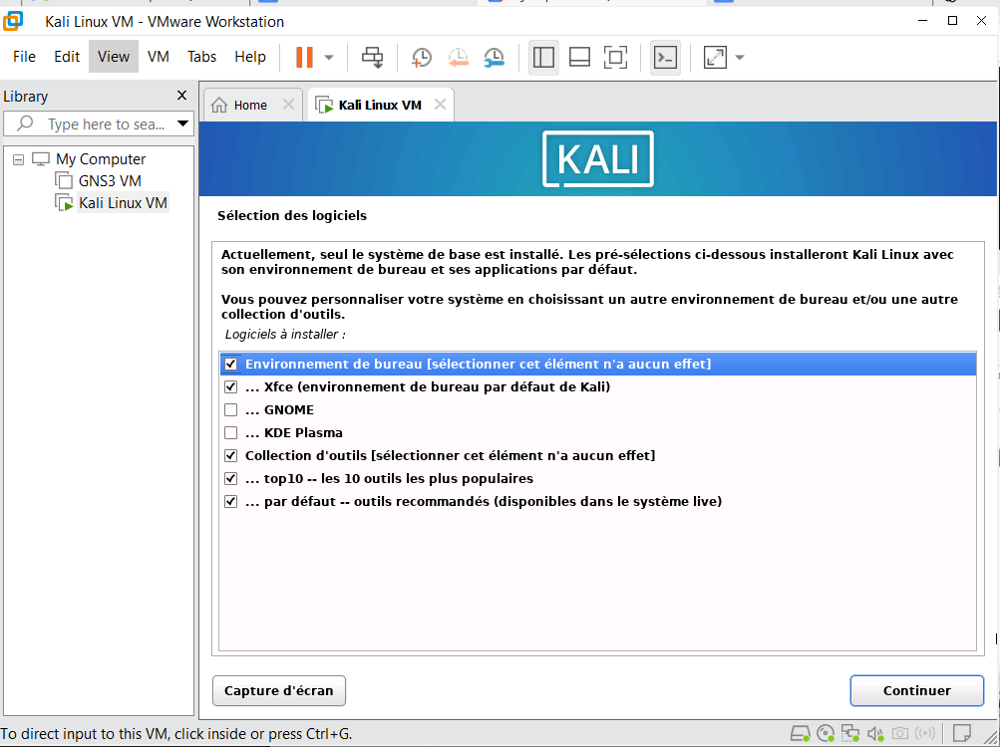 Kali Linux VM - VMware Workstation
File Edit View VM Tabs Help
Library
Type here to sea...
My Computer
GNS3 VM
Kali Linux VM
Home
Kali Linux VM
KALI
Sélection des logiciels
Actuellement, seul le système de base est installé. Les pré-sélections ci-dessous installeront Kali Linux avec
son environnement de bureau et ses applications par défaut.
Vous pouvez personnaliser votre système en choisissant un autre environnement de bureau et/ou une autre
collection d'outils.
Logiciels à installer :
Environnement de bureau [sélectionner cet élément n'a aucun effet]
... Xfce (environnement de bureau par défaut de Kali)
... GNOME
... KDE Plasma
Collection d'outils [sélectionner cet élément n'a aucun effet]
... top10 -- les 10 outils les plus populaires
... par défaut -- outils recommandés (disponibles dans le système live)
Capture d'écran
Continuer
To direct input to this VM, click inside or press Ctrl+G.